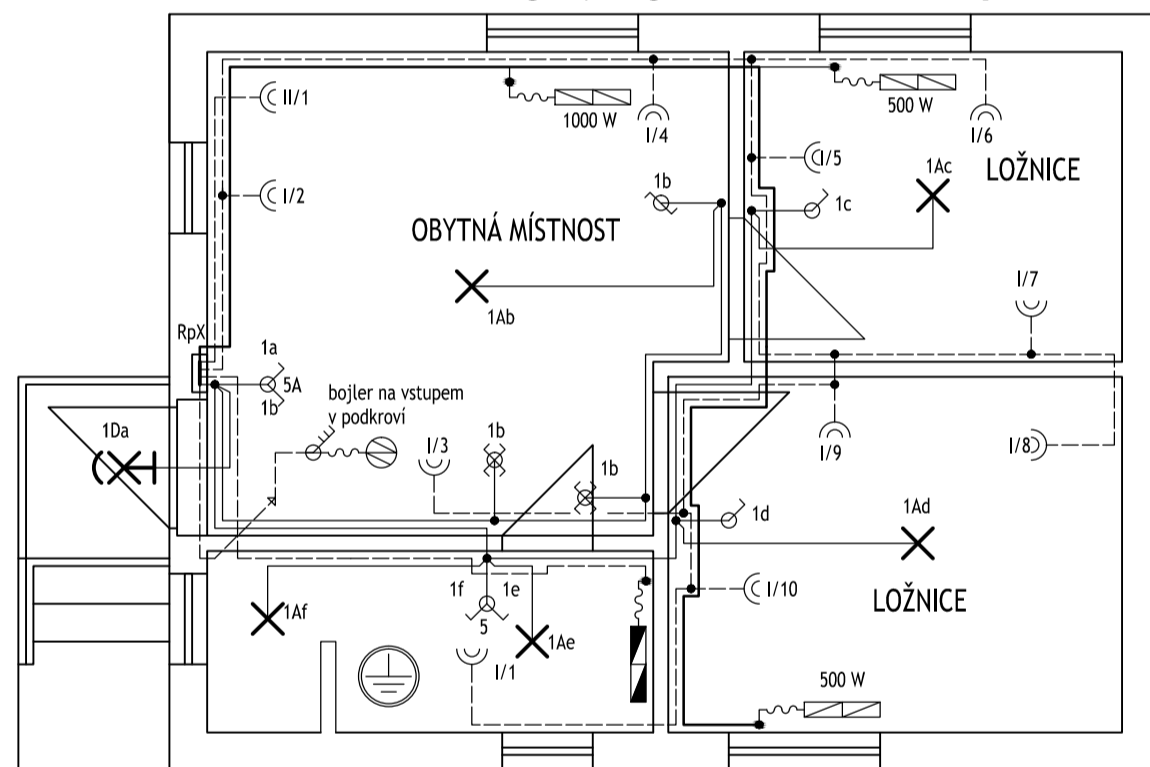 II/1
1000 W
I/4
500 W
I/6
I/5
1Ac
LOŽNICE
I/2
1b
1c
OBYTNÁ MÍSTNOST
I/7
1Ab
RpX
1a
5A
1b
bojler na vstupem
v podkroví
1Da
I/3
1b
1b
I/9
I/8
1d
1Ad
1f
1e
I/10
LOŽNICE
1Af
5
1Ae
I/1
500 W